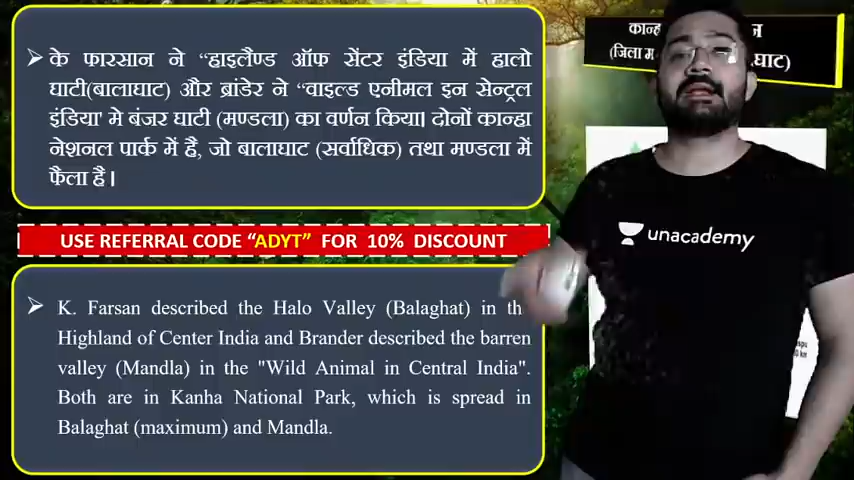 के फारसान ने “हाइलैण्ड ऑफ सेंटर इंडिया में हालो
घाटी(बालाघाट) और ब्रांडेर ने “वाइल्ड एनीमल इन सेन्ट्रल
इंडिया' मे बंजर घाटी (मण्डला) का वर्णन किया। दोनों कान्हा
नेशनल पार्क में है, जो बालाघाट (सर्वाधिक) तथा मण्डला में
फैला है।
USE REFERRAL CODE “ADYT” FOR 10% DISCOUNT
K. Farsan described the Halo Valley (Balaghat) in
Highland of Center India and Brander described the barren
valley (Mandla) in the "Wild Animal in Central India".
Both are in Kanha National Park, which is spread in
Balaghat (maximum) and Mandla.
unacademy